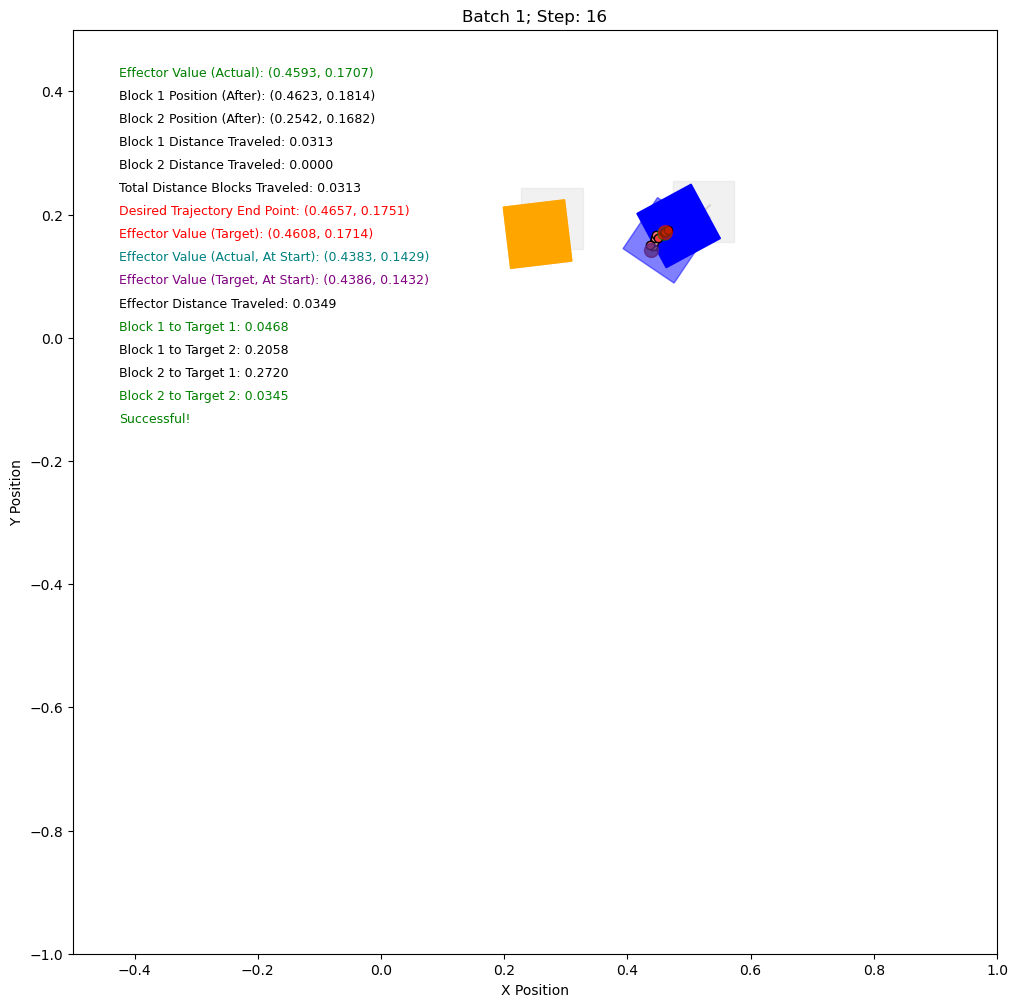 Batch 1; Step: 16
Effector Value (Actual): (0.4593, 0.1707)
Block 1 Position (After): (0.4623, 0.1814)
Block 2 Position (After): (0.2542, 0.1682)
Block 1 Distance Traveled: 0.0313
Block 2 Distance Traveled: 0.0000
Total Distance Blocks Traveled: 0.0313
Desired Trajectory End Point: (0.4657, 0.1751)
Effector Value (Target): (0.4608, 0.1714)
Effector Value (Actual, At Start): (0.4383, 0.1429)
Effector Value (Target, At Start): (0.4386, 0.1432)
Effector Distance Traveled: 0.0349
Block 1 to Target 1: 0.0468
Block 1 to Target 2: 0.2058
Block 2 to Target 1: 0.2720
Block 2 to Target 2: 0.0345
Successful!
Y Position
0.4
0.2
0.0
−0.2
−0.4
−0.6
−0.8
−1.0
−0.4
−0.2
0.0
0.2
0.4
0.6
0.8
1.0
X Position